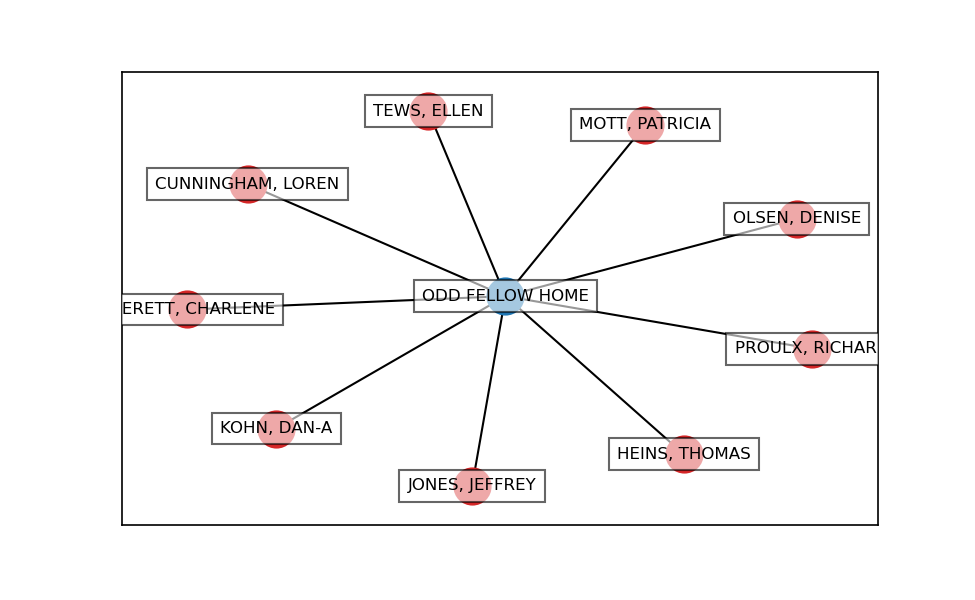 TEWS, ELLEN
MOTT, PATRICIA
CUNNINGHAM, LOREN
OLSEN, DENISE
ODD FELLOW HOME
ERETT, CHARLENE
PROULX, RICHAR
KOHN, DAN-A
HEINS, THOMAS
JONES, JEFFREY